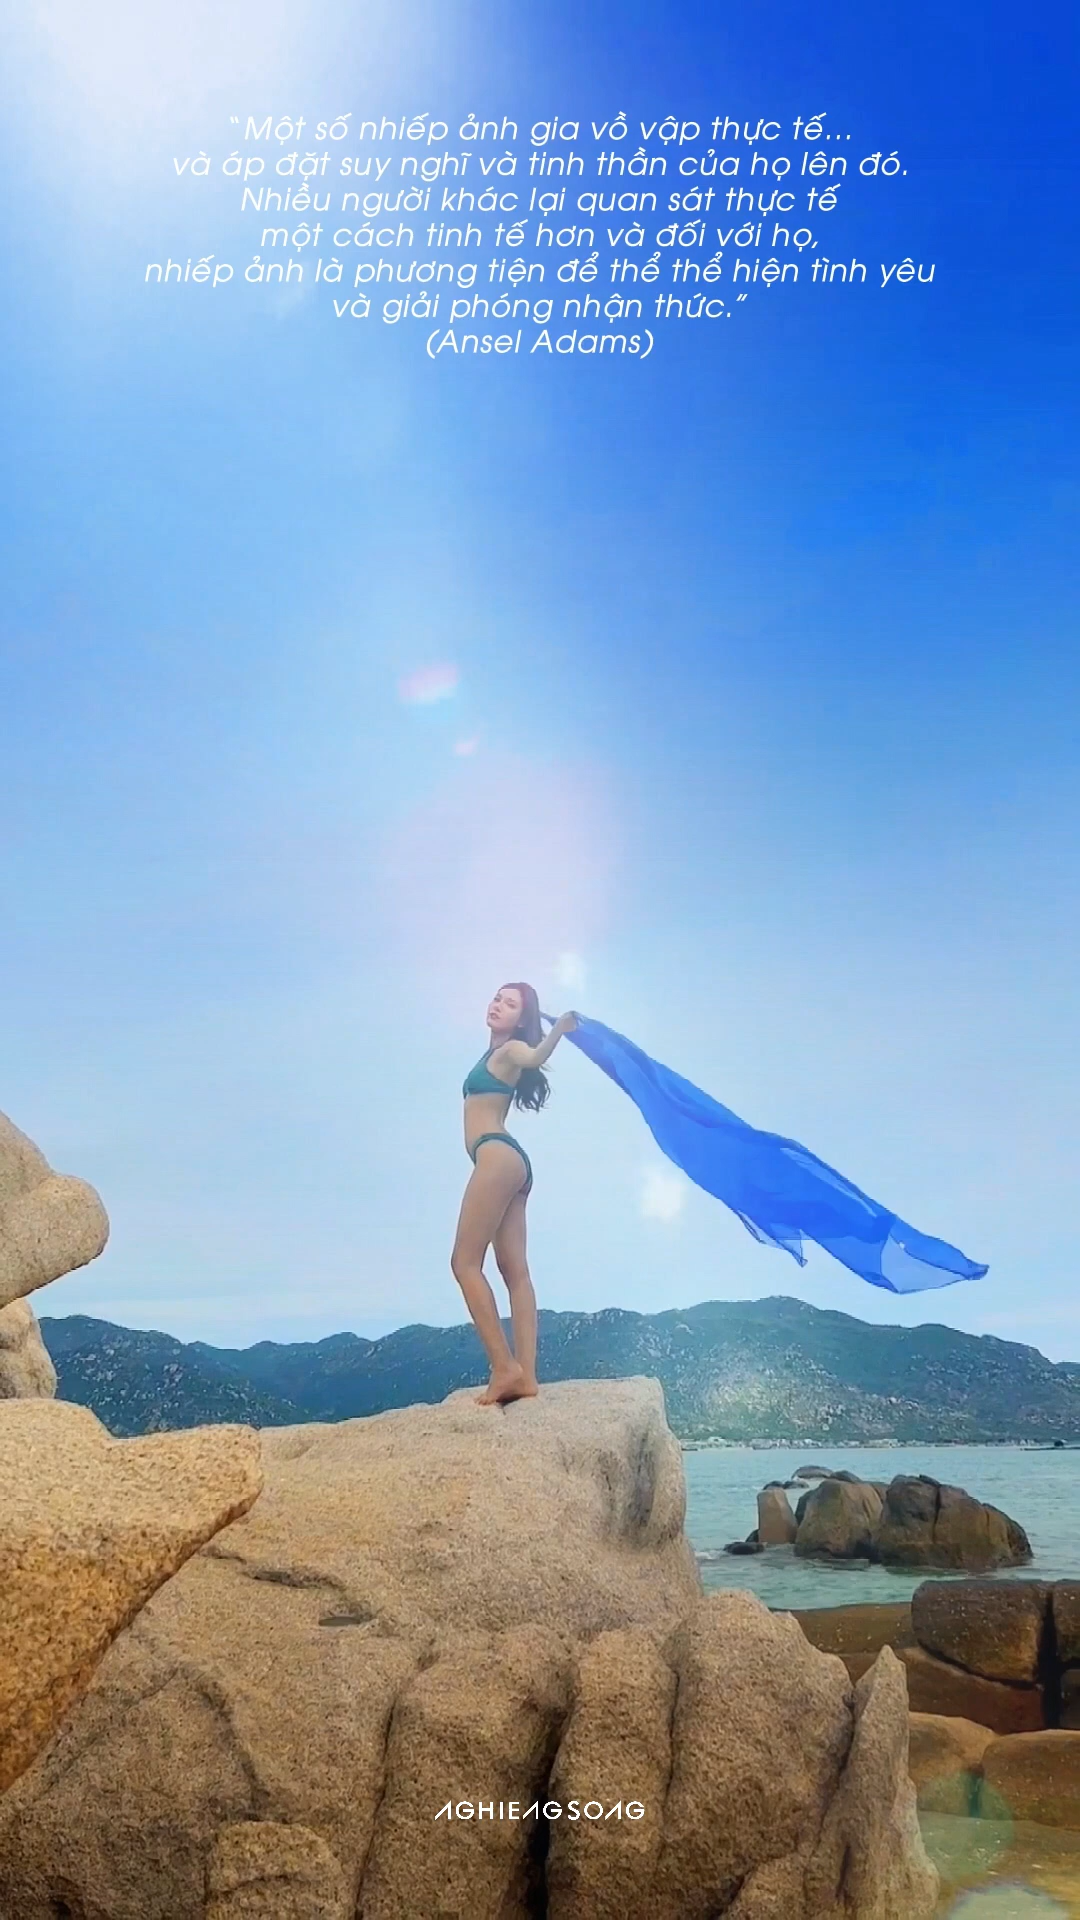 “Một số nhiếp ảnh gia vồ vập thực tế...
và áp đặt suy nghĩ và tinh thần của họ lên đó.
Nhiều người khác lại quan sát thực tế
một cách tinh tế hơn và đối với họ,
nhiếp ảnh là phương tiện để thể thể hiện tình yêu
và giải phóng nhận thức.”
(Ansel Adams)